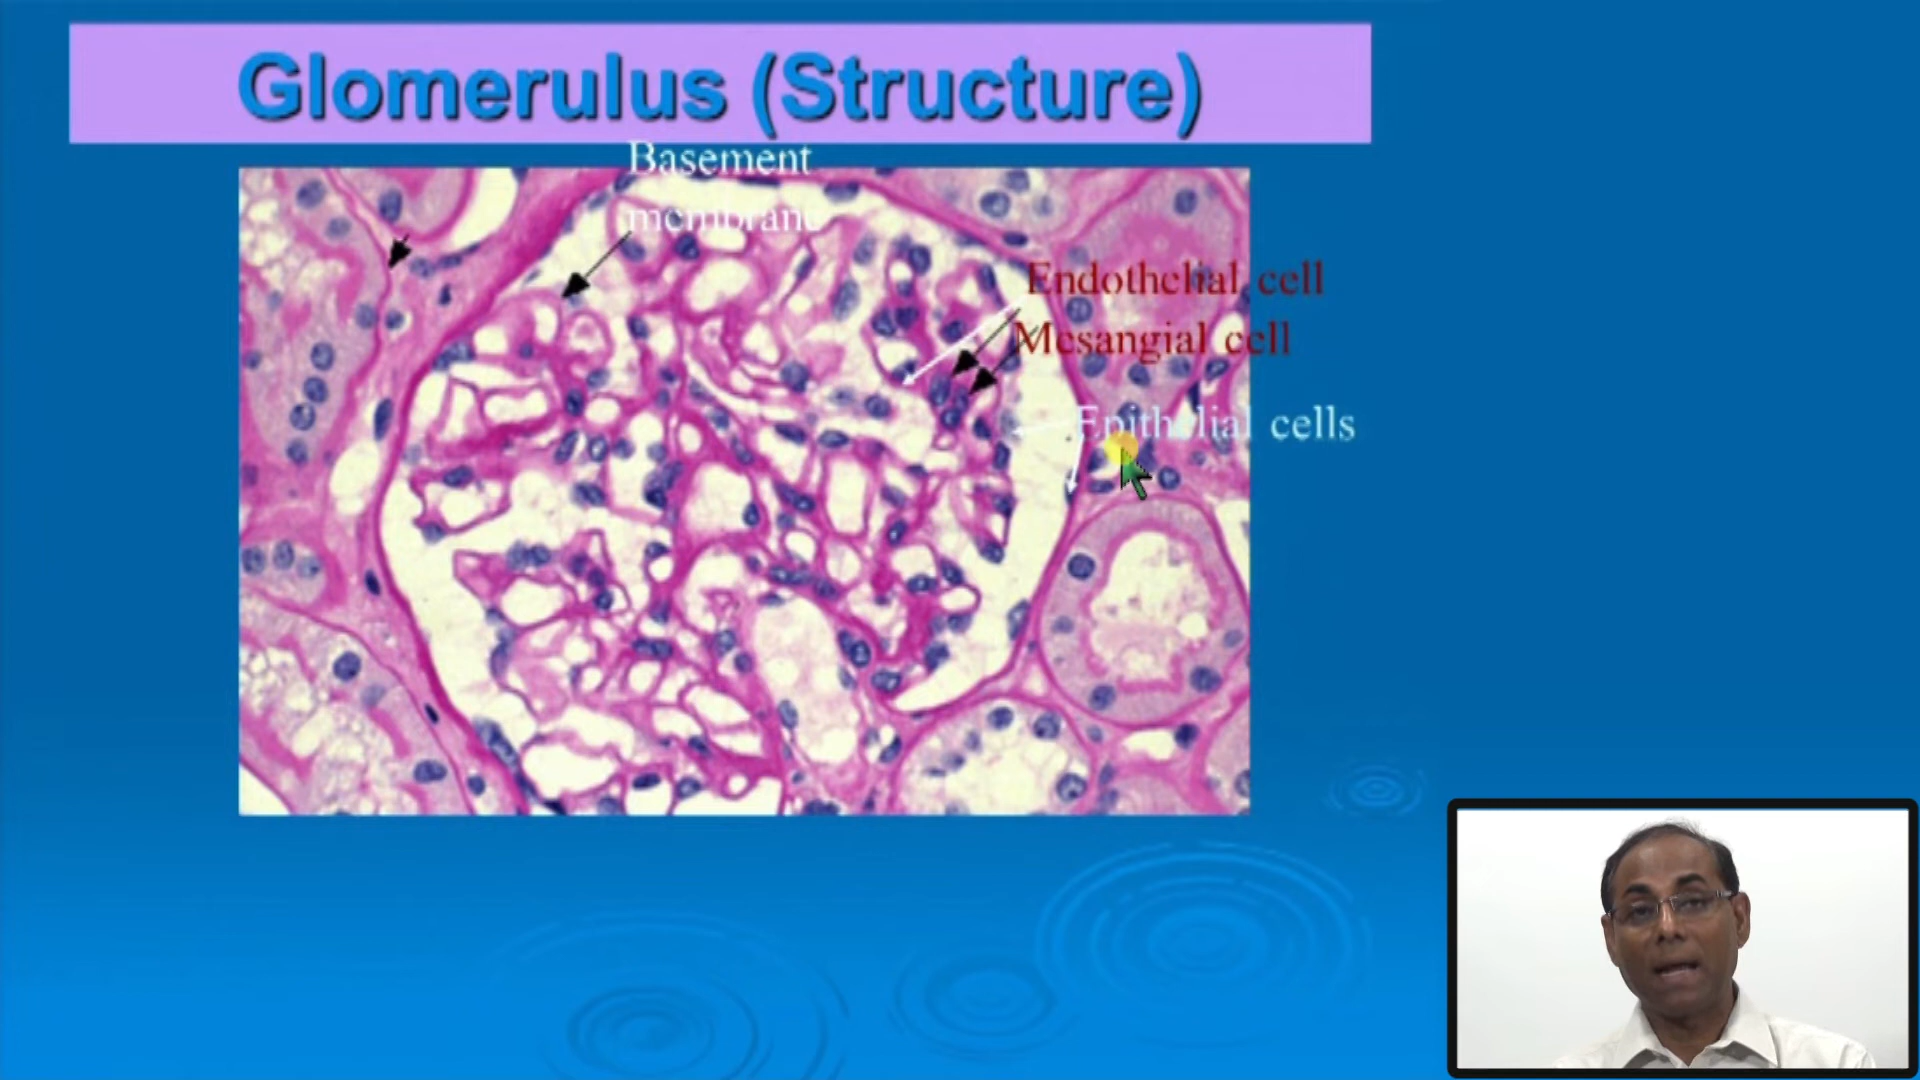 Glomerulus (Structure)
Basement
membrane
Endothelial cell
Mesangial cell
Epithelial cells